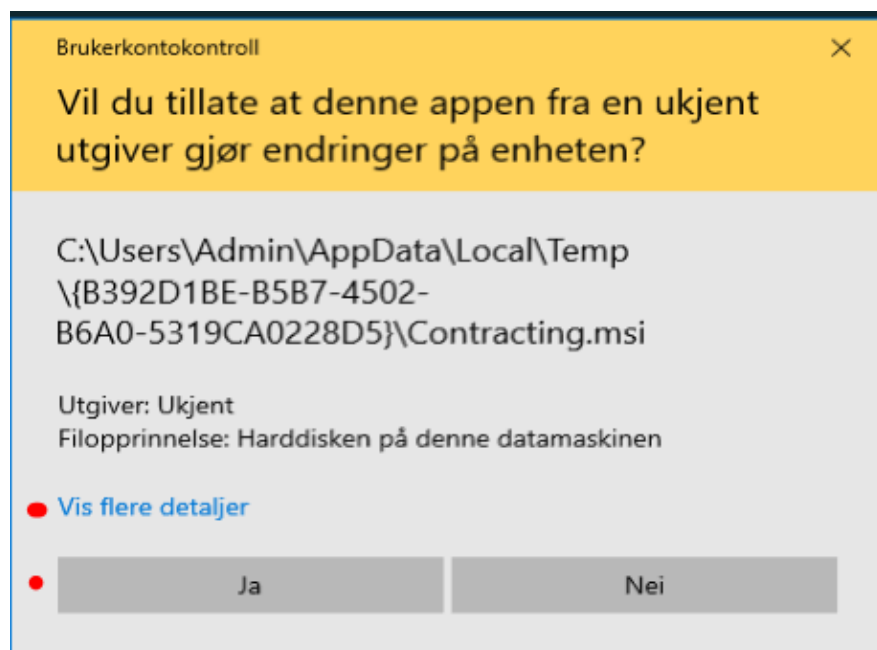 Brukerkontokontroll
Vil du tillate at denne appen fra en ukjent
utgiver gjør endringer på enheten?
C:\Users\Admin\AppData\Local\Temp
\{B392D1BE-B5B7-4502-
B6A0-5319CA0228D5}\Contracting.msi
Utgiver: Ukjent
Filopprinnelse: Harddisken på denne datamaskinen
Vis flere detaljer
Ja
Nei